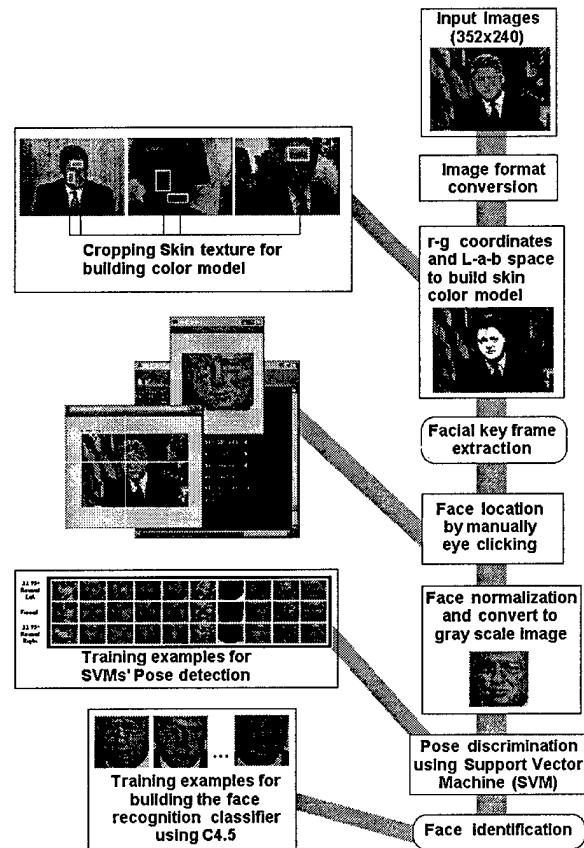 Input Images
(352x240)
Image format
conversion
Cropping Skin texture for
building color model
r-g coordinates
and L-a-b space
to build skin
color model
Facial key frame
extraction
Face location
by manually
eye clicking
Face normalization
and convert to
gray scale image
Training examples for
SVMs' Pose detection
Pose discrimination
using Support Vector
Machine (SVM)
...
Training examples for
building the face
recognition classifier
using C4.5
Face identification